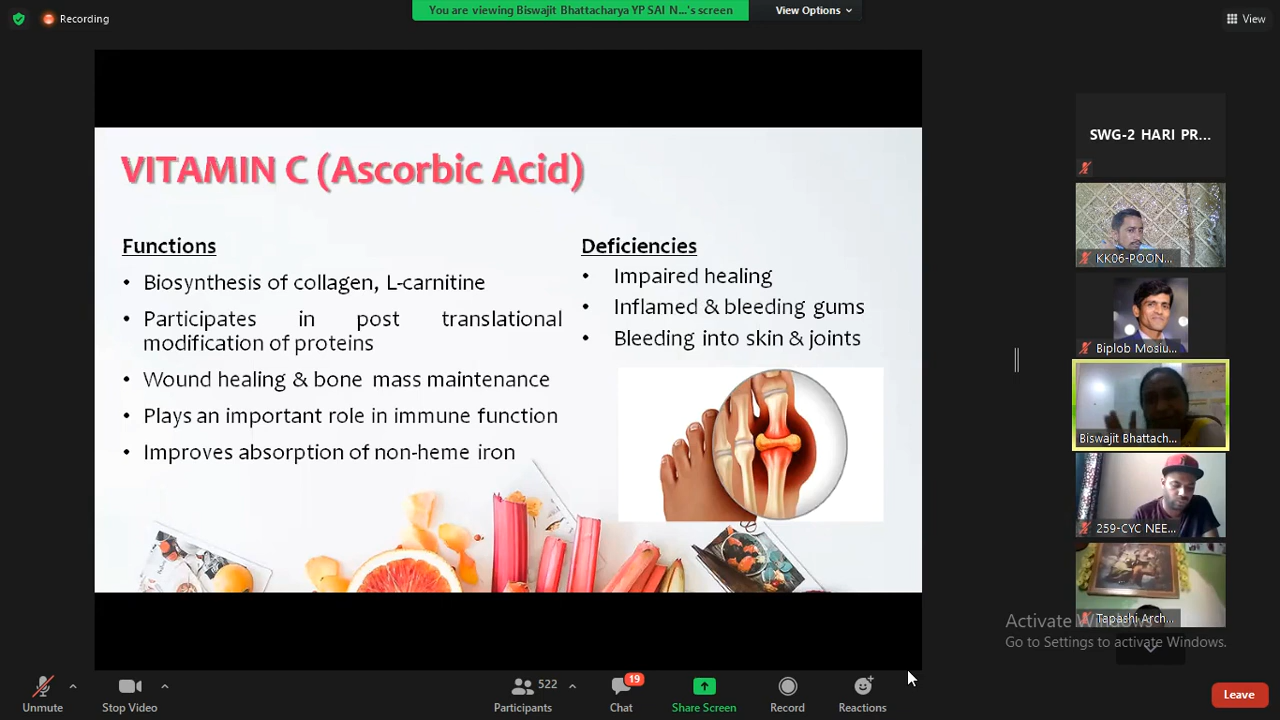 Recording
You are viewing Biswajit Bhattacharya YP SAI N...'s screen
View Options
View
VITAMIN C (Ascorbic Acid)
Functions
• Biosynthesis of collagen, L-carnitine
• Participates in post translational
modification of proteins
• Wound healing & bone mass maintenance
• Plays an important role in immune function
• Improves absorption of non-heme iron
Deficiencies
• Impaired healing
• Inflamed & bleeding gums
• Bleeding into skin & joints
SWG-2 HARI PR...
KK06-POON...
Biplob Mosiu...
Biswajit Bhattach...
259-CYC NEE...
Tapashi Arch...
Activate Windows
Go to Settings to activate Windows.
Unmute
Stop Video
522
Participants
19
Chat
Share Screen
Record
Reactions
Leave